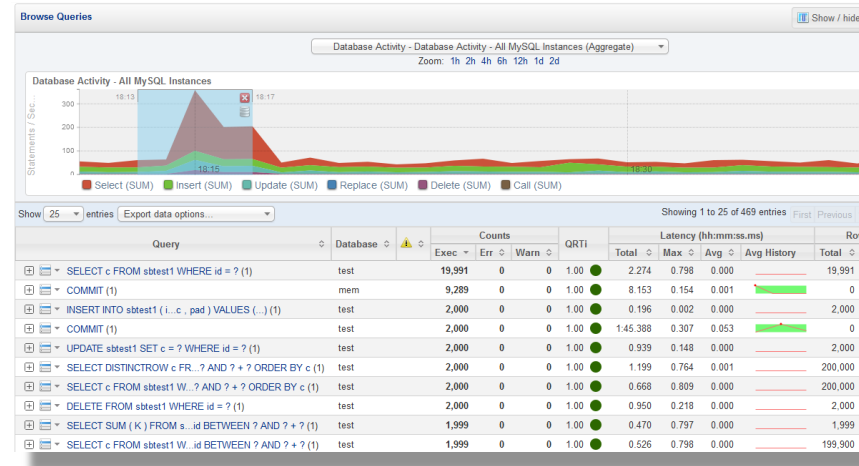 Browse Queries
Show / hide
Database Activity - Database Activity - All MySQL Instances (Aggregate)
Zoom: 1h 2h 4h 6h 12h 1d 2d
Database Activity - All MySQL Instances
18:13
18:17
Statements / Sec...
300
200
100
0
18:15
18:30
Select (SUM) Insert (SUM) Update (SUM) Replace (SUM) Delete (SUM) Call (SUM)
Show 25 entries Export data options... Showing 1 to 25 of 469 entries First Previous
Query Database Counts QRTi Latency (hh:mm:ss.ms) Ro
Exec Err Warn Total Max Avg Avg History Total
SELECT c FROM sbtest1 WHERE id = ? (1) test 19,991 0 0 1.00 2.274 0.798 0.000 19,991
COMMIT (1) mem 9,289 0 0 1.00 8.153 0.154 0.001 0
INSERT INTO sbtest1 ( i...c , pad ) VALUES (...) (1) test 2,000 0 0 1.00 0.196 0.002 0.000 2,000
COMMIT (1) test 2,000 0 0 1.00 1:45.388 0.307 0.053 0
UPDATE sbtest1 SET c = ? WHERE id = ? (1) test 2,000 0 0 1.00 0.939 0.148 0.000 2,000
SELECT DISTINCTROW c FR...? AND ? + ? ORDER BY c (1) test 2,000 0 0 1.00 1.199 0.764 0.001 200,000
SELECT c FROM sbtest1 W...? AND ? + ? ORDER BY c (1) test 2,000 0 0 1.00 0.668 0.809 0.000 200,000
DELETE FROM sbtest1 WHERE id = ? (1) test 2,000 0 0 1.00 0.950 0.218 0.000 2,000
SELECT SUM ( K ) FROM s...id BETWEEN ? AND ? + ? (1) test 1,999 0 0 1.00 0.470 0.797 0.000 1,999
SELECT c FROM sbtest1 W...id BETWEEN ? AND ? + ? (1) test 1,999 0 0 1.00 0.526 0.798 0.000 199,900